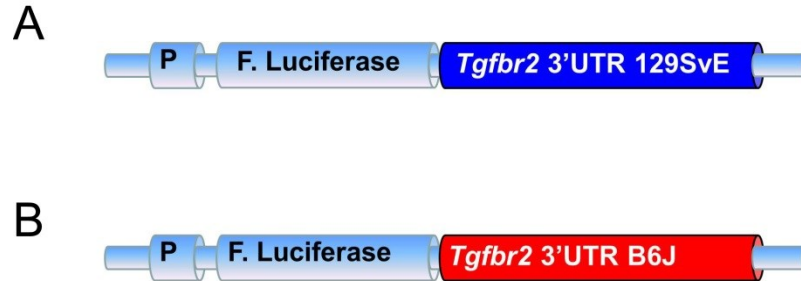 A
P F. Luciferase Tgfbr2 3'UTR 129SvE
B
P F. Luciferase Tgfbr2 3'UTR B6J